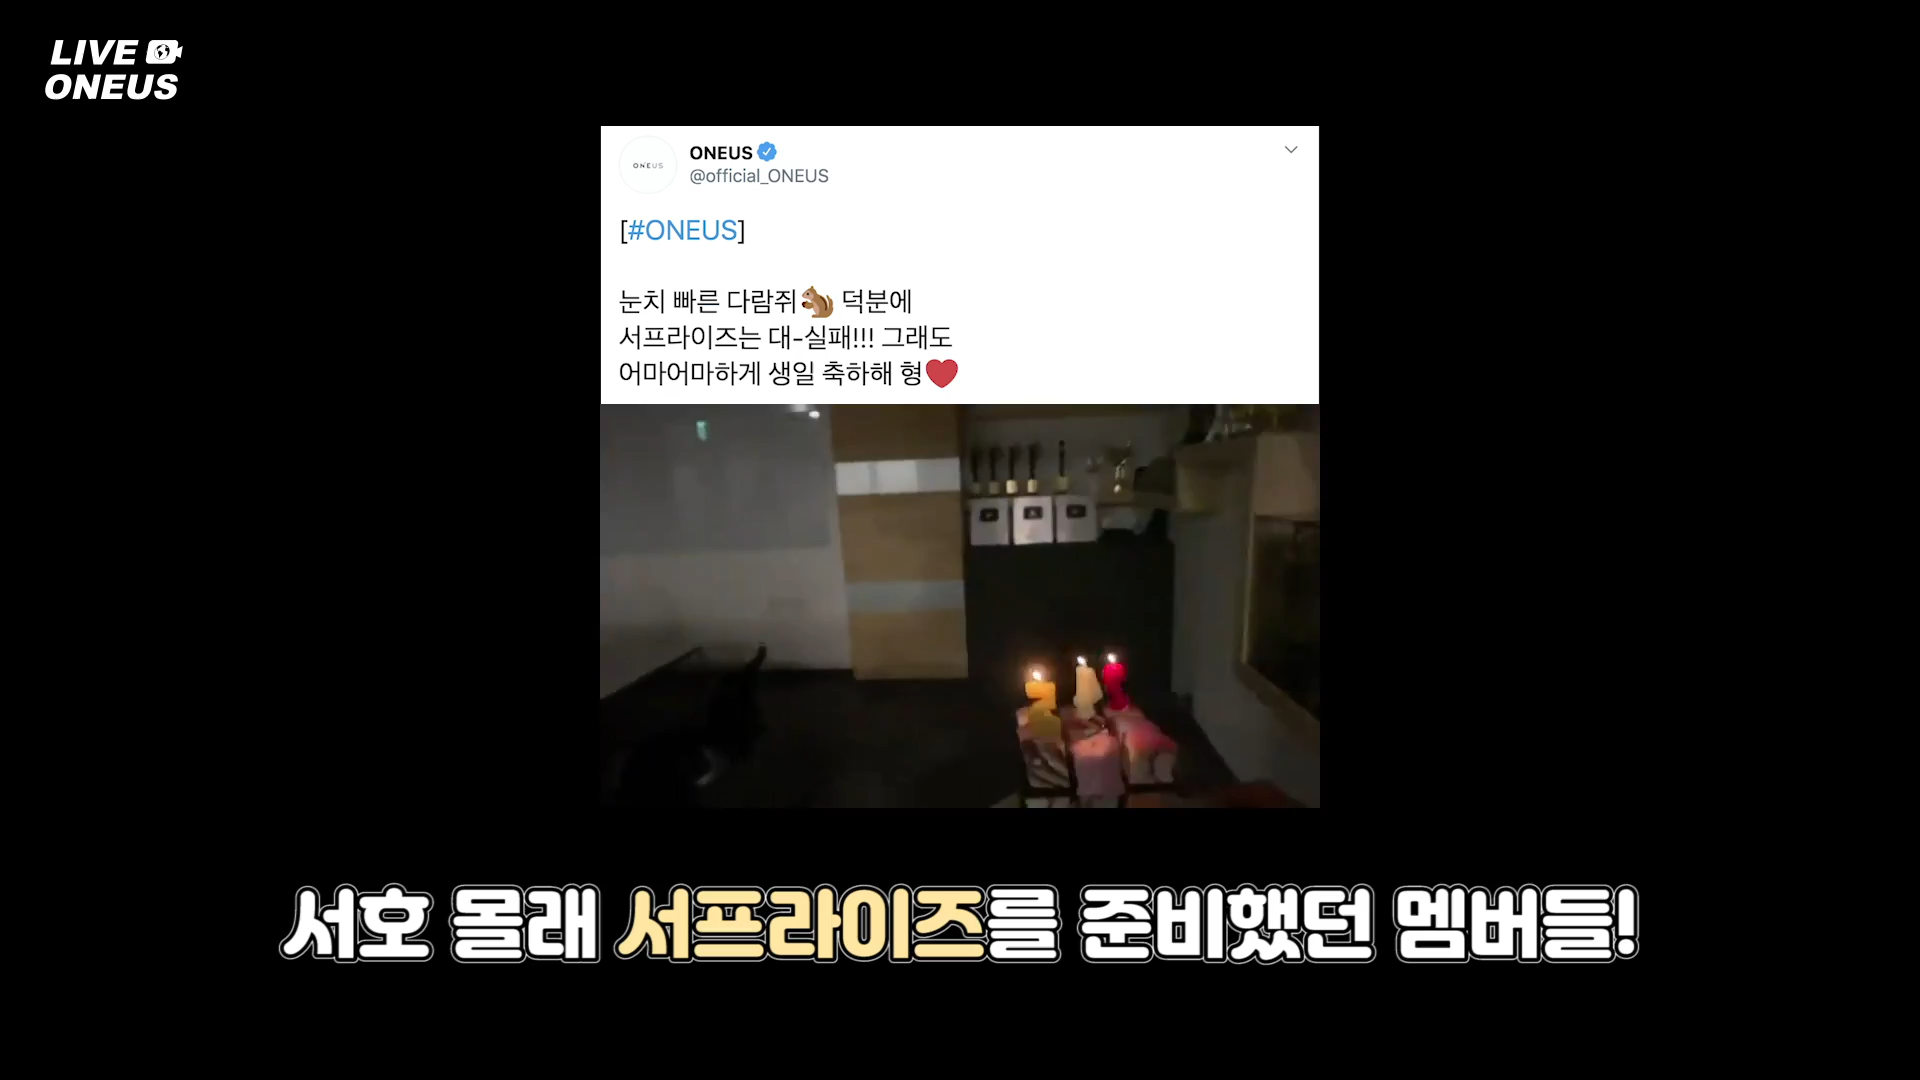 LIVE
ONEUS
ONEUS
ONEUS
@official_ONEUS
[#ONEUS]
눈치 빠른 다람쥐🐿 덕분에
서프라이즈는 대-실패!!! 그래도
어마어마하게 생일 축하해 형❤
서호 몰래 서프라이즈를 준비했던 멤버들!